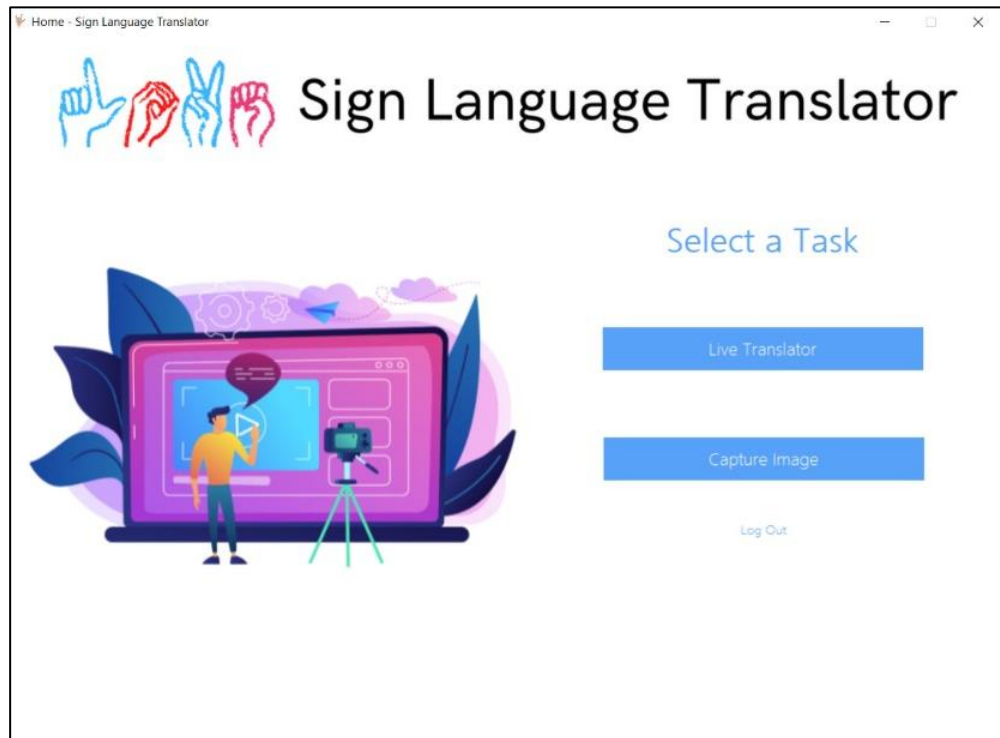 Home - Sign Language Translator
Sign Language Translator
Select a Task
Live Translator
Capture Image
Log Out